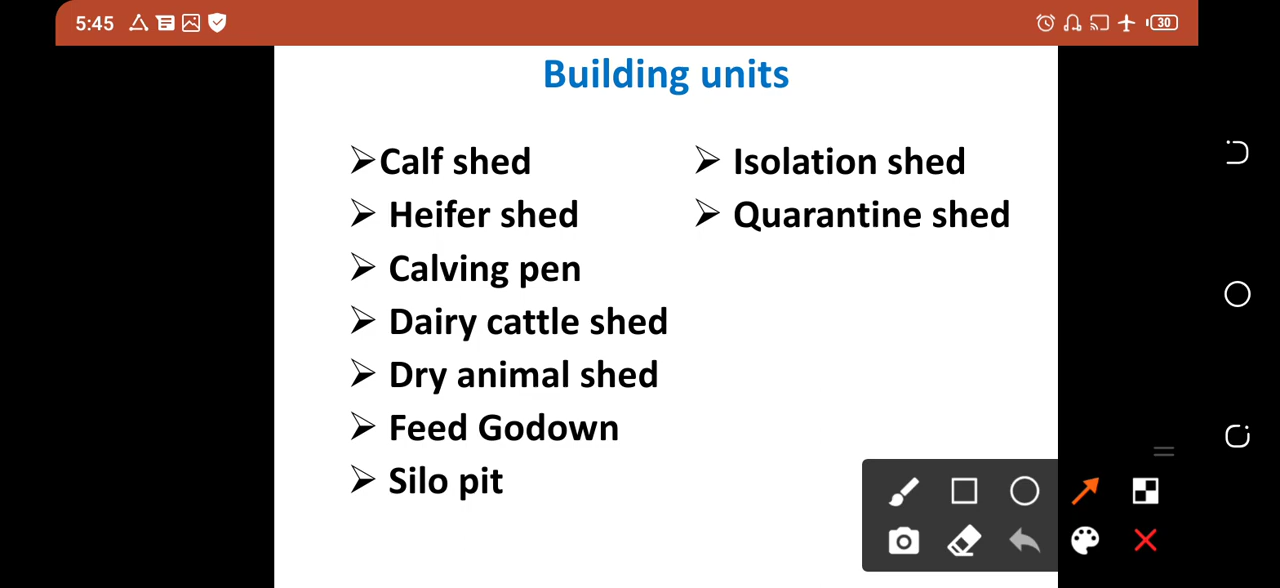 5:45
30
Building units
➢Calf shed
➢ Heifer shed
➢ Calving pen
➢ Dairy cattle shed
➢ Dry animal shed
➢ Feed Godown
➢ Silo pit
➢ Isolation shed
➢ Quarantine shed